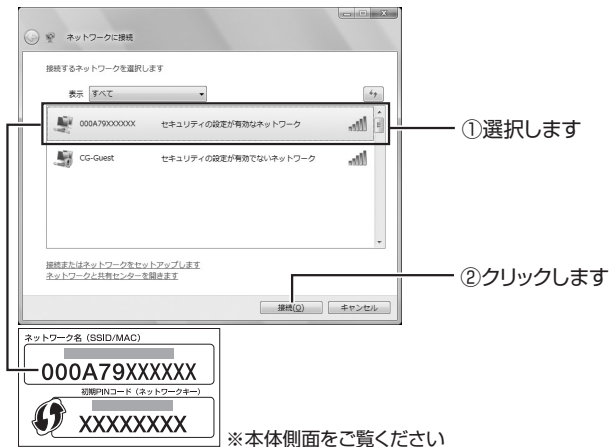 ネットワークに接続
接続するネットワークを選択します
表示 すべて
000A79XXXXXX セキュリティの設定が有効なネットワーク
①選択します
CG-Guest セキュリティの設定が有効でないネットワーク
接続またはネットワークをセットアップします
ネットワークと共有センターを開きます
②クリックします
接続(O) キャンセル
ネットワーク名（SSID/MAC）
000A79XXXXXX
初期PINコード（ネットワークキー）
XXXXXXXX
※本体側面をご覧ください